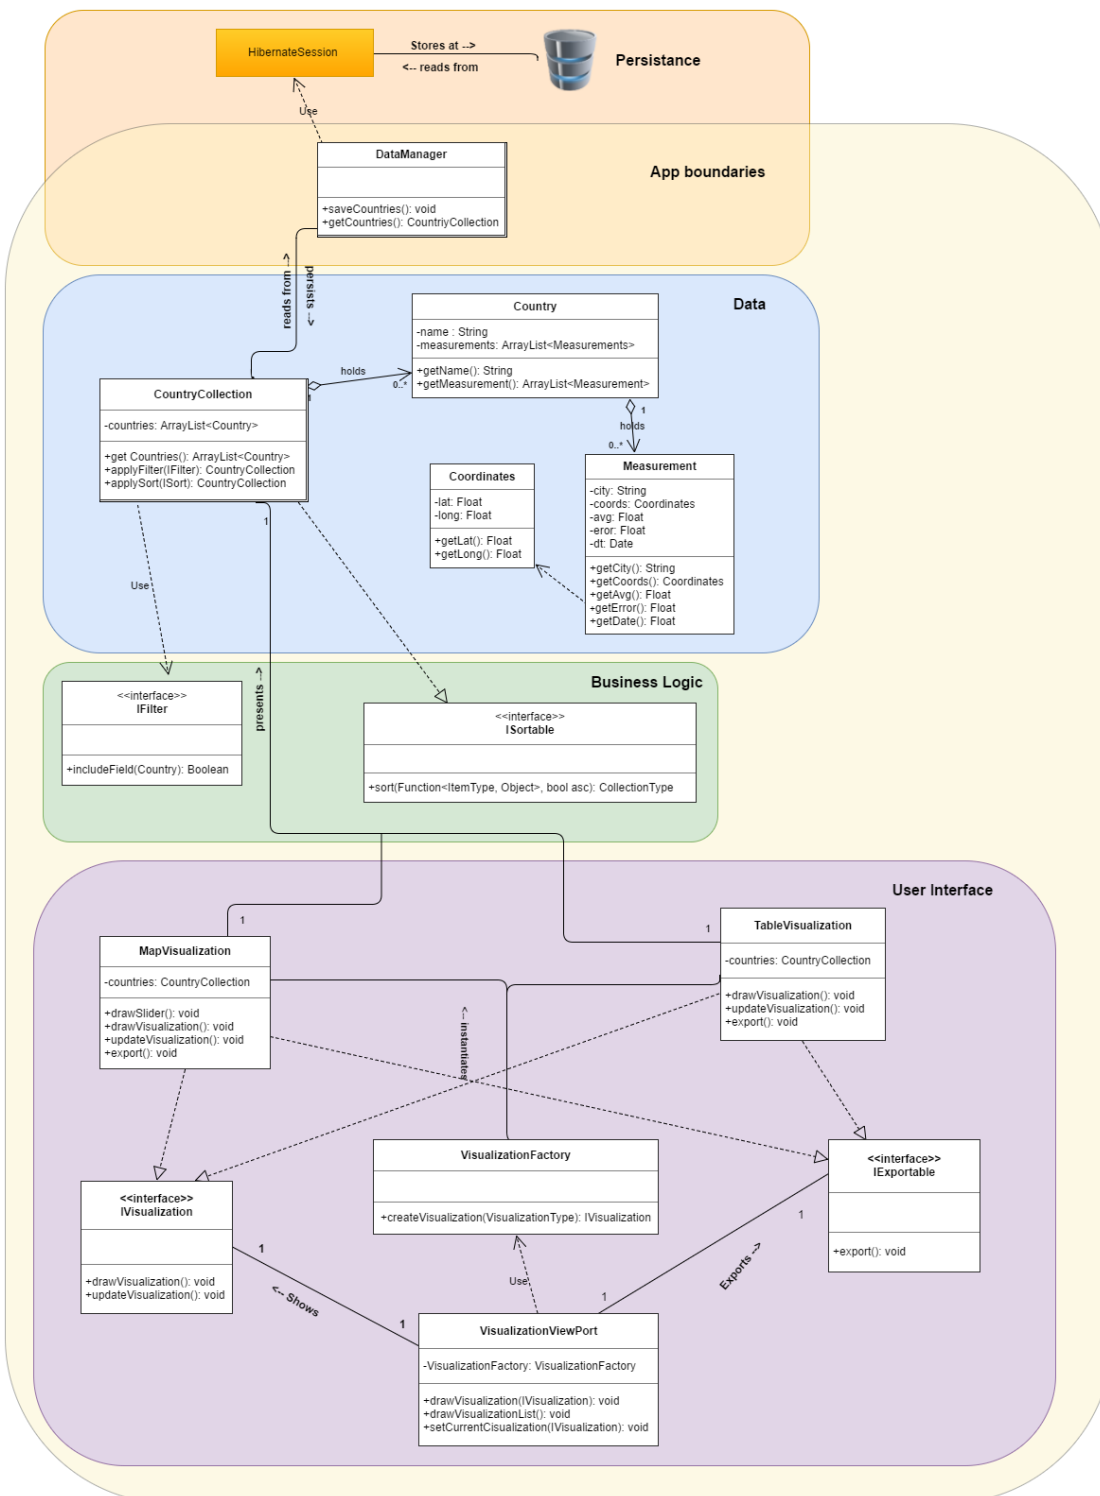 HibernateSession
Stores at -->
<-- reads from
Persistance
Use
App boundaries
DataManager
+saveCountries(): void
+getCountries(): CountriyCollection
reads from -->
persists -->
Data
Country
-name : String
-measurements: ArrayList<Measurements>
+getName(): String
+getMeasurement(): ArrayList<Measurement>
holds
0..*
1
CountryCollection
-countries: ArrayList<Country>
+get Countries(): ArrayList<Country>
+applyFilter(IFilter): CountryCollection
+applySort(ISort): CountryCollection
1
holds
0..*
Coordinates
-lat: Float
-long: Float
+getLat(): Float
+getLong(): Float
Measurement
-city: String
-coords: Coordinates
-avg: Float
-eror: Float
-dt: Date
+getCity(): String
+getCoords(): Coordinates
+getAvg(): Float
+getError(): Float
+getDate(): Float
1
Use
presents -->
Business Logic
<<interface>>
IFilter
+includeField(Country): Boolean
<<interface>>
ISortable
+sort(Function<ItemType, Object>, bool asc): CollectionType
User Interface
1
1
MapVisualization
-countries: CountryCollection
+drawSlider(): void
+drawVisualization(): void
+updateVisualization(): void
+export(): void
TableVisualization
-countries: CountryCollection
+drawVisualization(): void
+updateVisualization(): void
+export(): void
<-- instantiates
VisualizationFactory
+createVisualization(VisualizationType): IVisualization
<<interface>>
IExportable
+export(): void
<<interface>>
IVisualization
+drawVisualization(): void
+updateVisualization(): void
1
<-- Shows
1
Use
1
Exports -->
1
VisualizationViewPort
-VisualizationFactory: VisualizationFactory
+drawVisualization(IVisualization): void
+drawVisualizationList(): void
+setCurrentCisualization(IVisualization): void